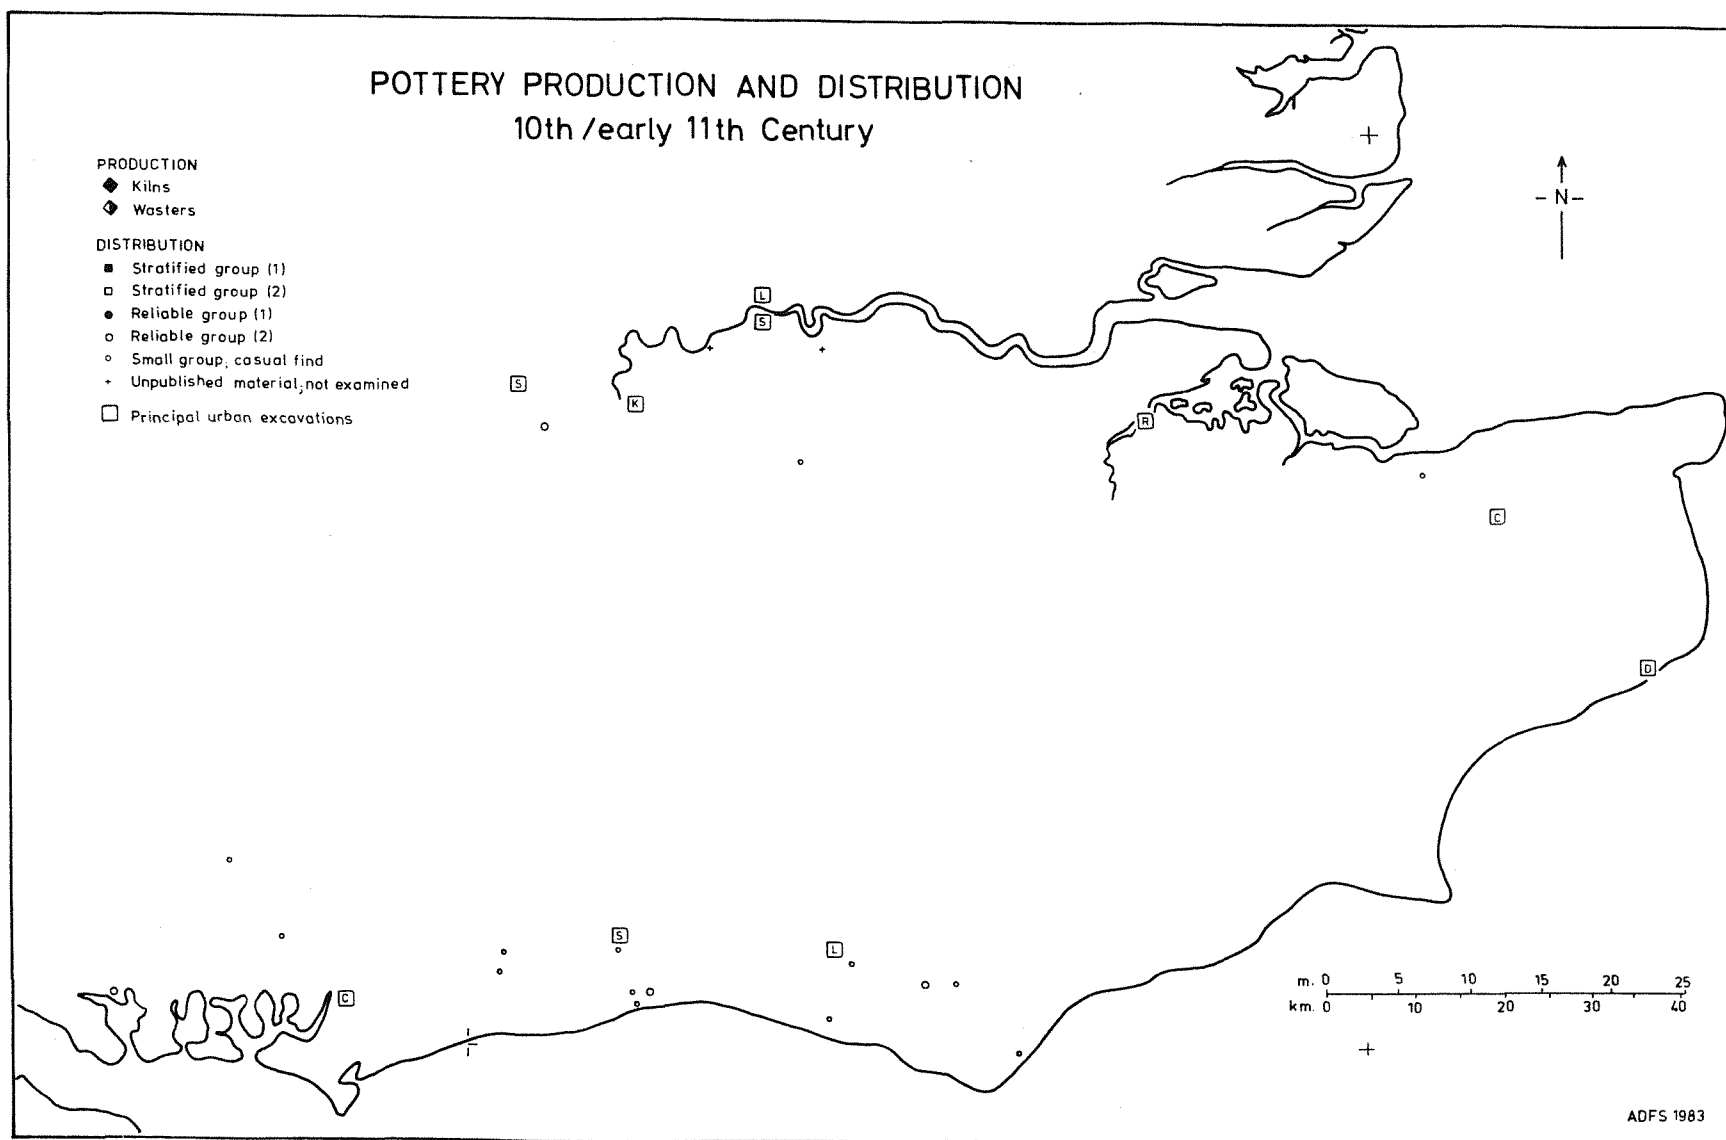 POTTERY PRODUCTION AND DISTRIBUTION
10th /early 11th Century
PRODUCTION
Kilns
Wasters
DISTRIBUTION
Stratified group (1)
Stratified group (2)
Reliable group (1)
Reliable group (2)
Small group; casual find
Unpublished material; not examined
Principal urban excavations
- N -
L
S
S
K
R
C
D
S
L
C
m. 0 5 10 15 20 25
km. 0 10 20 30 40
ADFS 1983